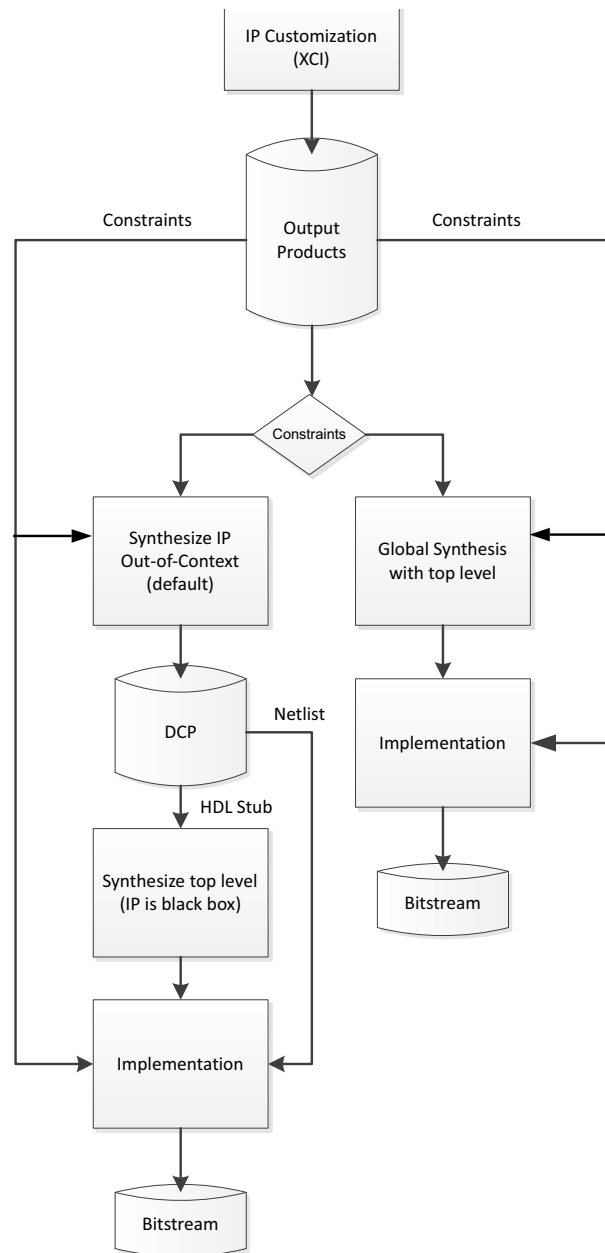 IP Customization
(XCI)
Constraints
Output
Products
Constraints
Constraints
Synthesize IP
Out-of-Context
(default)
Global Synthesis
with top level
DCP
Netlist
Implementation
HDL Stub
Synthesize top level
(IP is black box)
Bitstream
Implementation
Bitstream